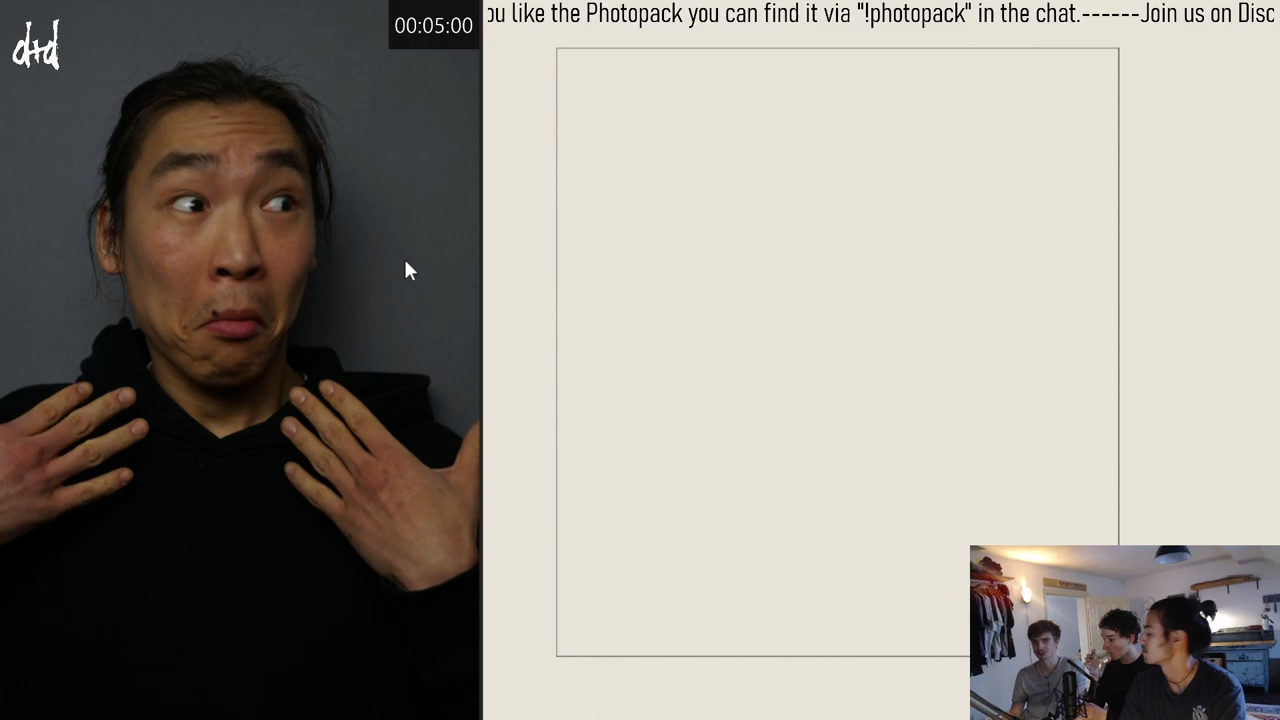 d+d
00:05:00
ou like the Photopack you can find it via "!photopack" in the chat.------Join us on Disc